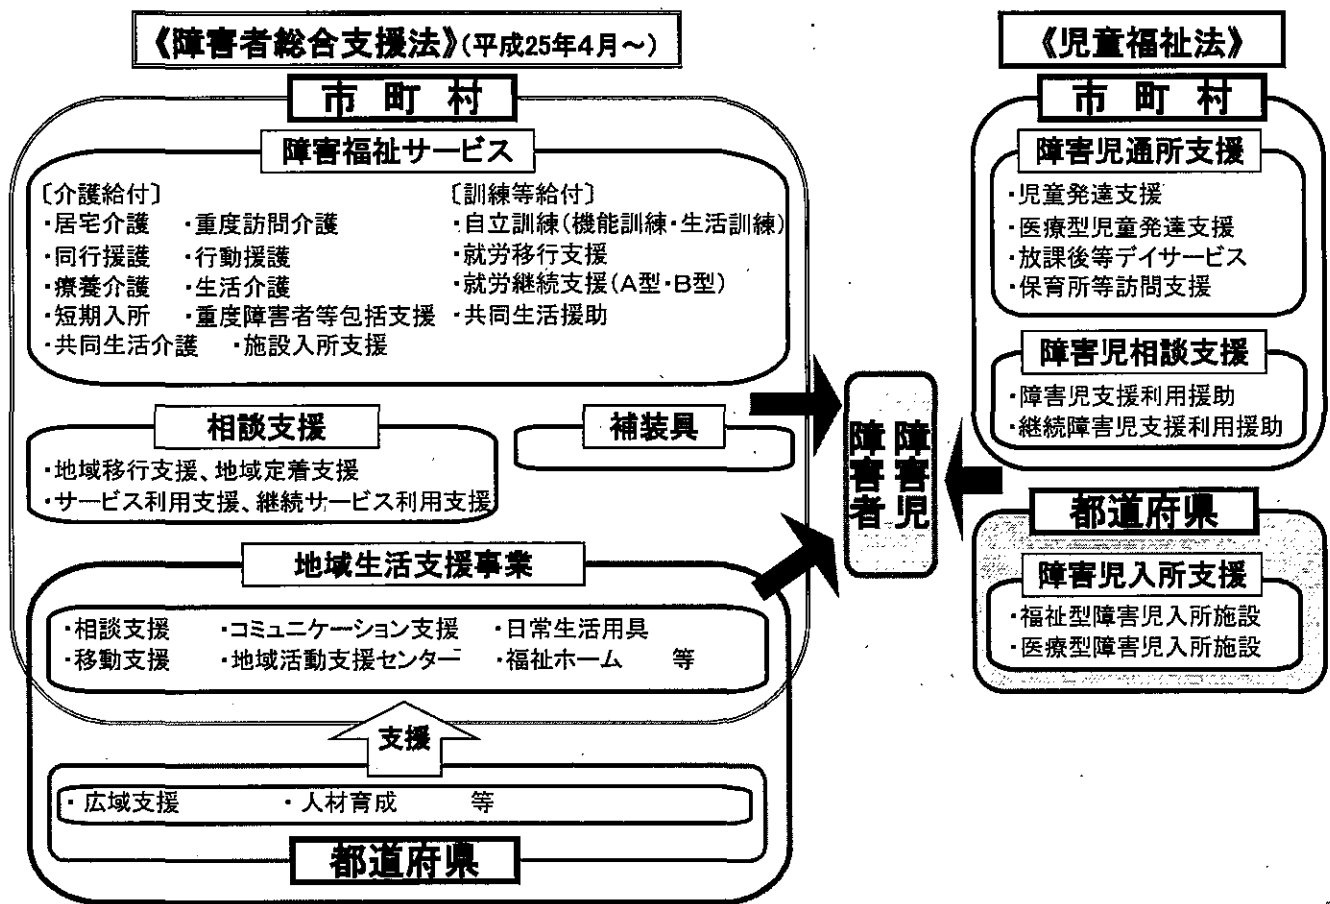 《障害者総合支援法》(平成25年4月～)
市 町 村
障害福祉サービス
〔介護給付〕
・居宅介護 ・重度訪問介護
・同行援護 ・行動援護
・療養介護 ・生活介護
・短期入所 ・重度障害者等包括支援
・共同生活介護 ・施設入所支援
〔訓練等給付〕
・自立訓練(機能訓練・生活訓練)
・就労移行支援
・就労継続支援(A型・B型)
・共同生活援助
相談支援
・地域移行支援、地域定着支援
・サービス利用支援、継続サービス利用支援
補装具
地域生活支援事業
・相談支援 ・コミュニケーション支援 ・日常生活用具
・移動支援 ・地域活動支援センター ・福祉ホーム 等
支援
・広域支援 ・人材育成 等
都道府県
障害者
障害児
《児童福祉法》
市 町 村
障害児通所支援
・児童発達支援
・医療型児童発達支援
・放課後等デイサービス
・保育所等訪問支援
障害児相談支援
・障害児支援利用援助
・継続障害児支援利用援助
都道府県
障害児入所支援
・福祉型障害児入所施設
・医療型障害児入所施設